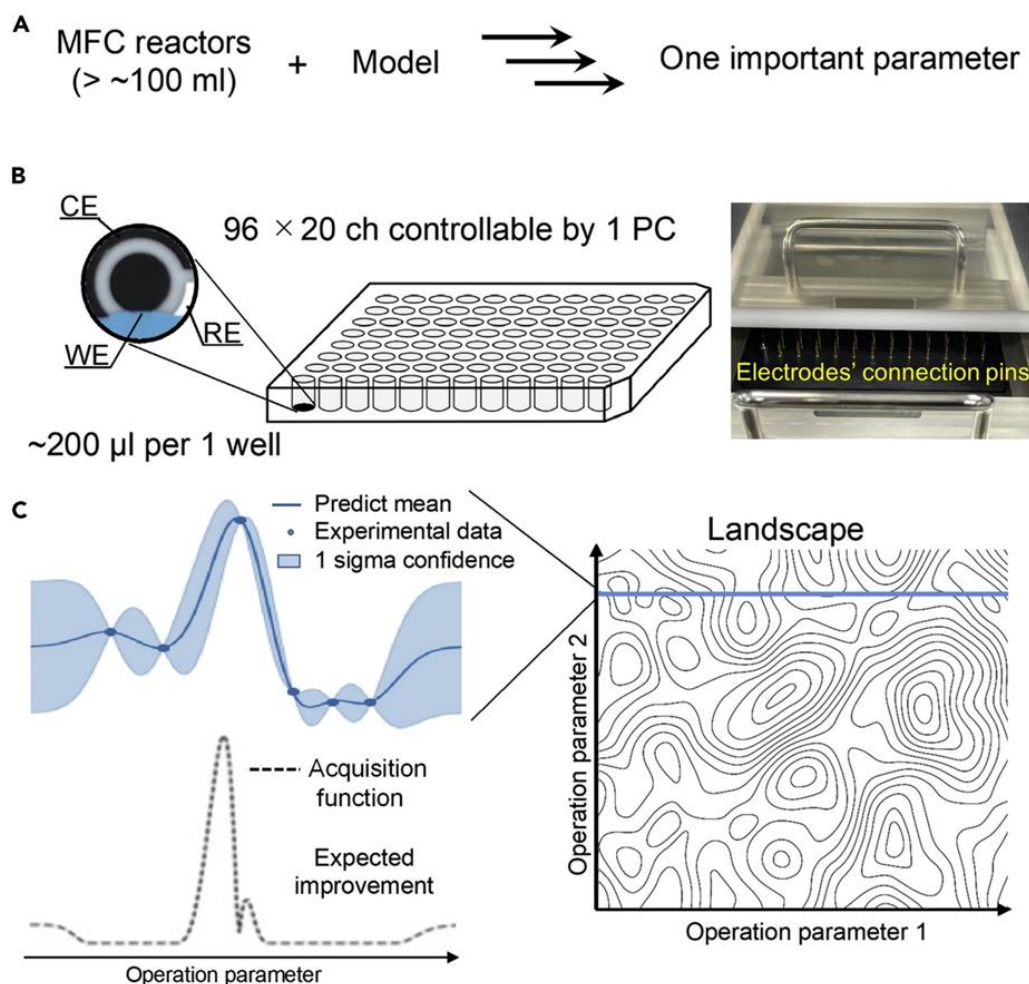 A
MFC reactors
(> ~100 ml)
+
Model
One important parameter
B
CE
WE
RE
96 × 20 ch controllable by 1 PC
~200 µl per 1 well
Electrodes' connection pins
C
Predict mean
Experimental data
1 sigma confidence
Acquisition
function
Expected
improvement
Operation parameter
Landscape
Operation parameter 2
Operation parameter 1